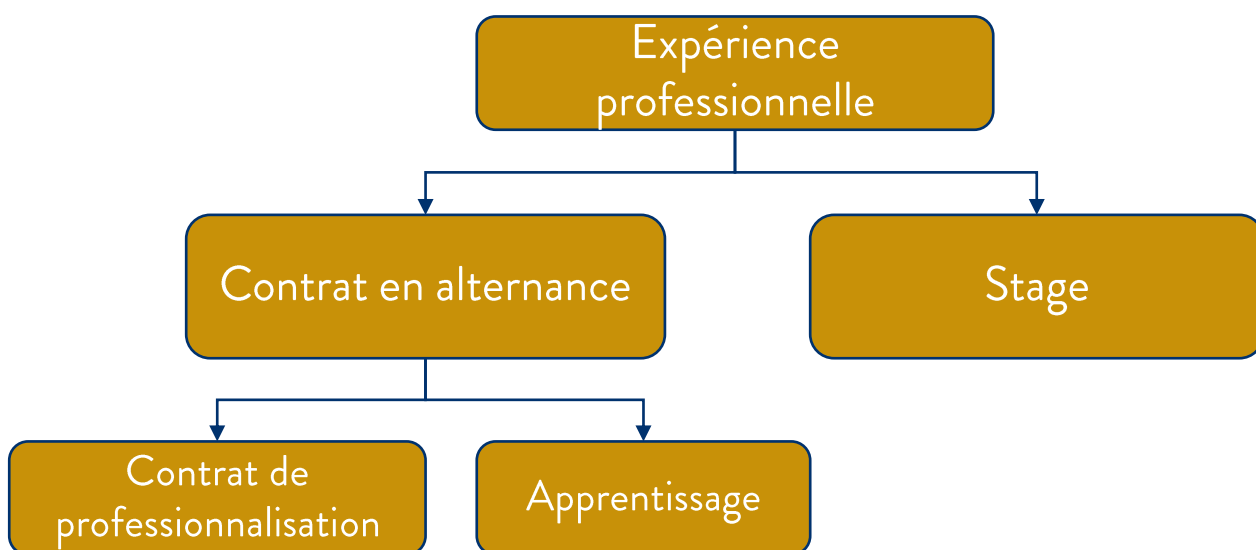 Expérience
professionnelle
Contrat en alternance
Stage
Contrat de
professionnalisation
Apprentissage